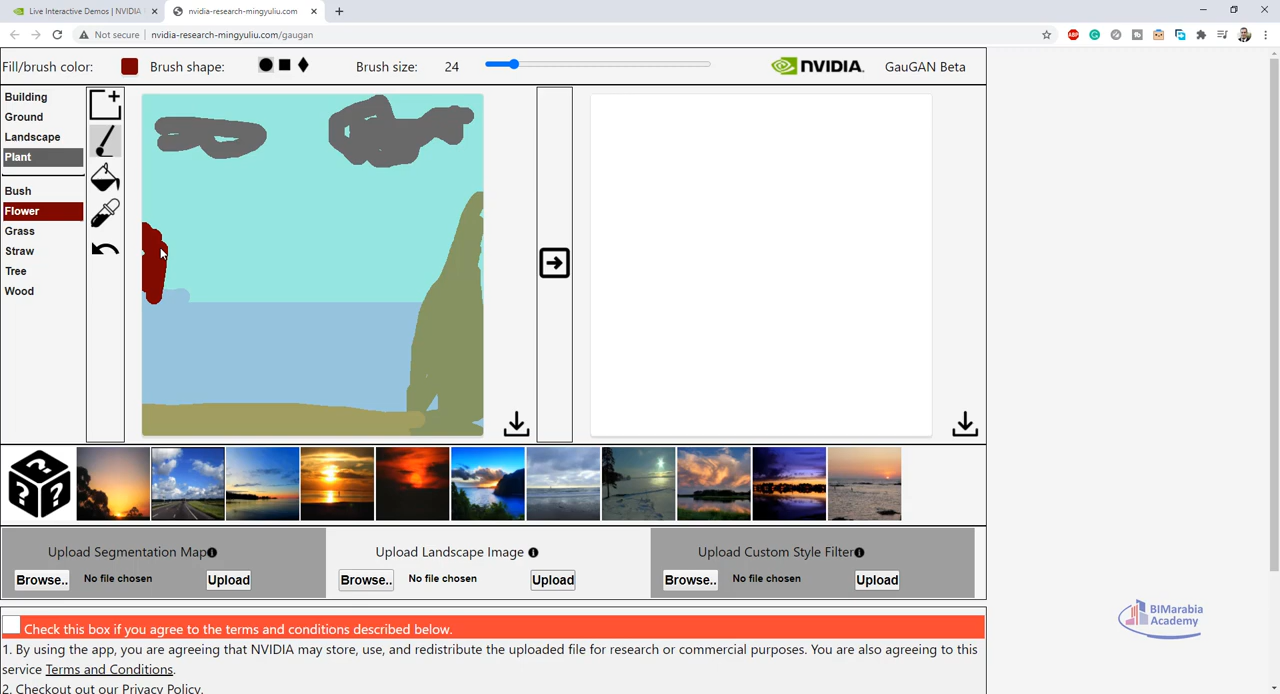 Live Interactive Demos | NVIDIA
nvidia-research-mingyuliu.com/
Not secure
nvidia-research-mingyuliu.com/gaugan
ABP
Fill/brush color:
Brush shape:
Brush size:
24
NVIDIA.
GauGAN Beta
Building
Ground
Landscape
Plant
Bush
Flower
Grass
Straw
Tree
Wood
Upload Segmentation Map
Upload Landscape Image
Upload Custom Style Filter
Browse..
No file chosen
Upload
Browse..
No file chosen
Upload
Browse..
No file chosen
Upload
BIMarabia
Academy
Check this box if you agree to the terms and conditions described below.
1. By using the app, you are agreeing that NVIDIA may store, use, and redistribute the uploaded file for research or commercial purposes. You are also agreeing to this
service Terms and Conditions.
2. Checkout out our Privacy Policy.